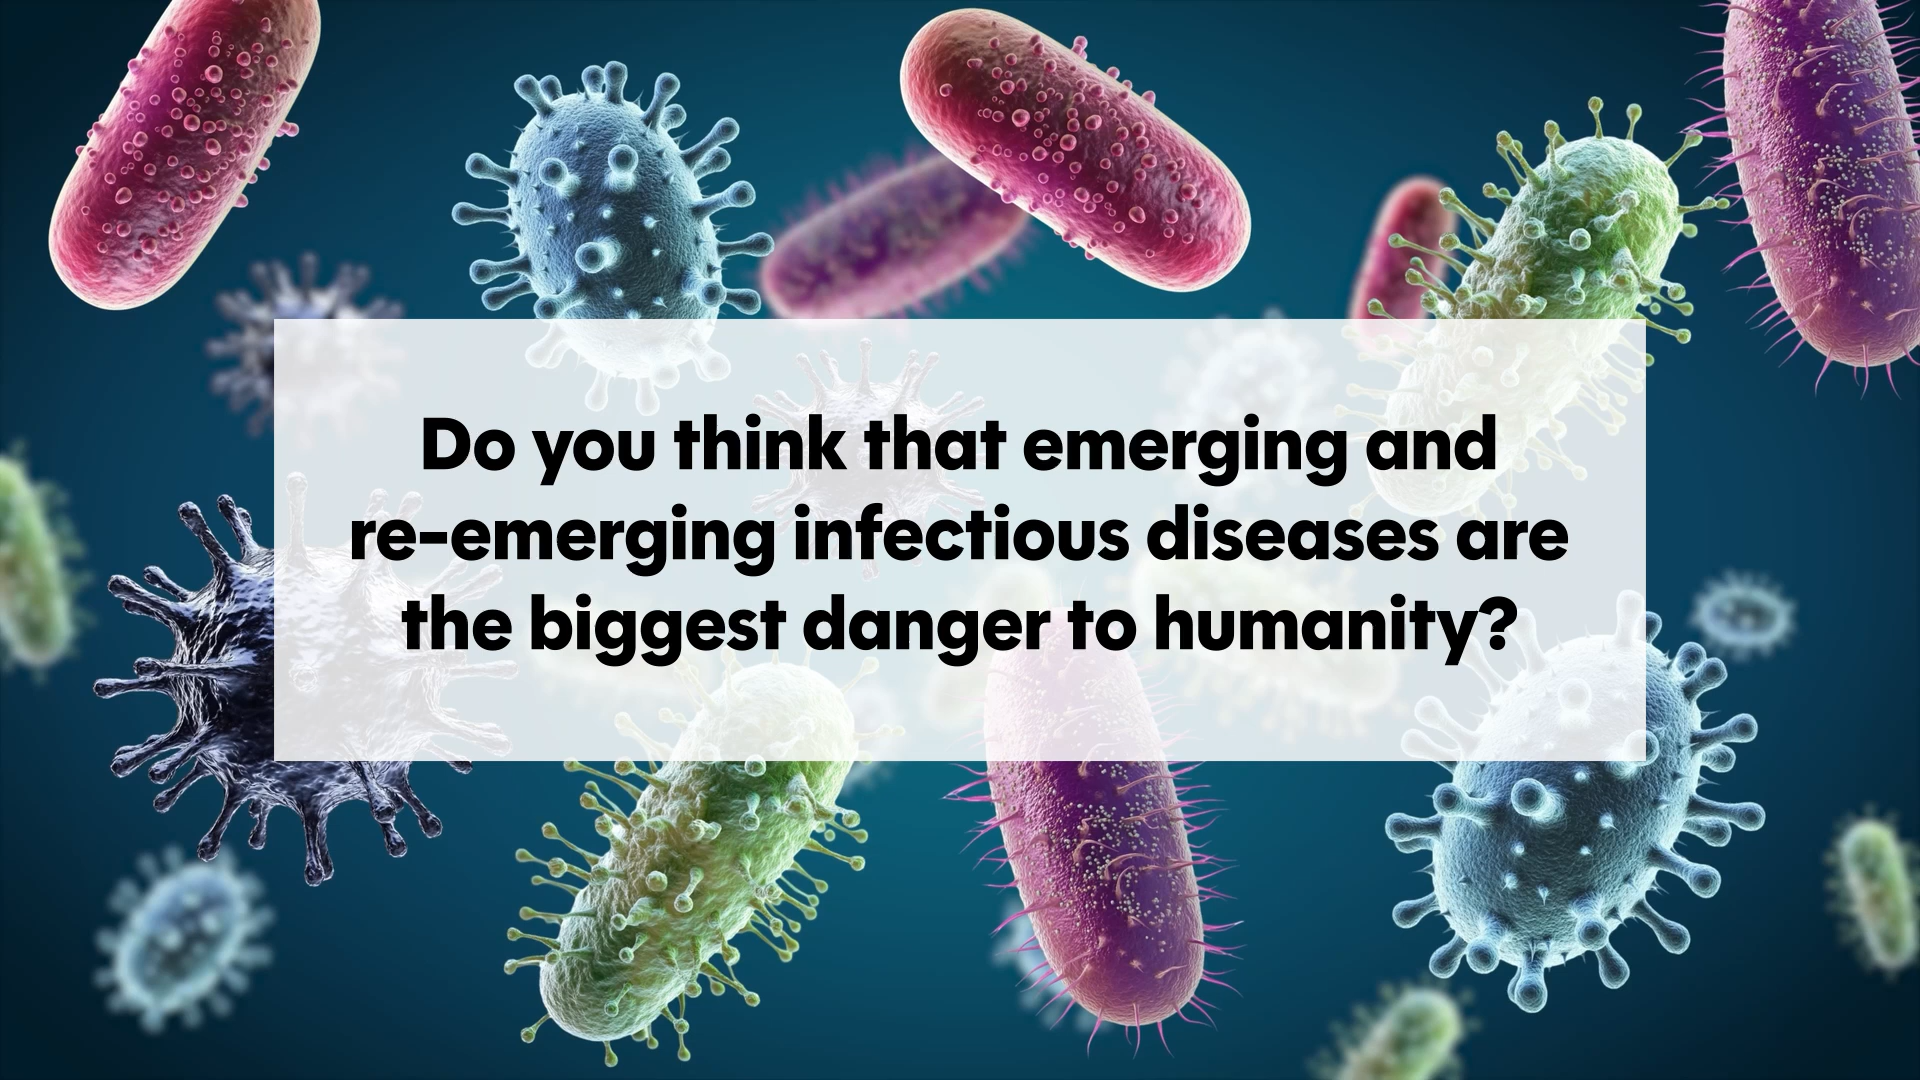 Do you think that emerging and
re-emerging infectious diseases are
the biggest danger to humanity?